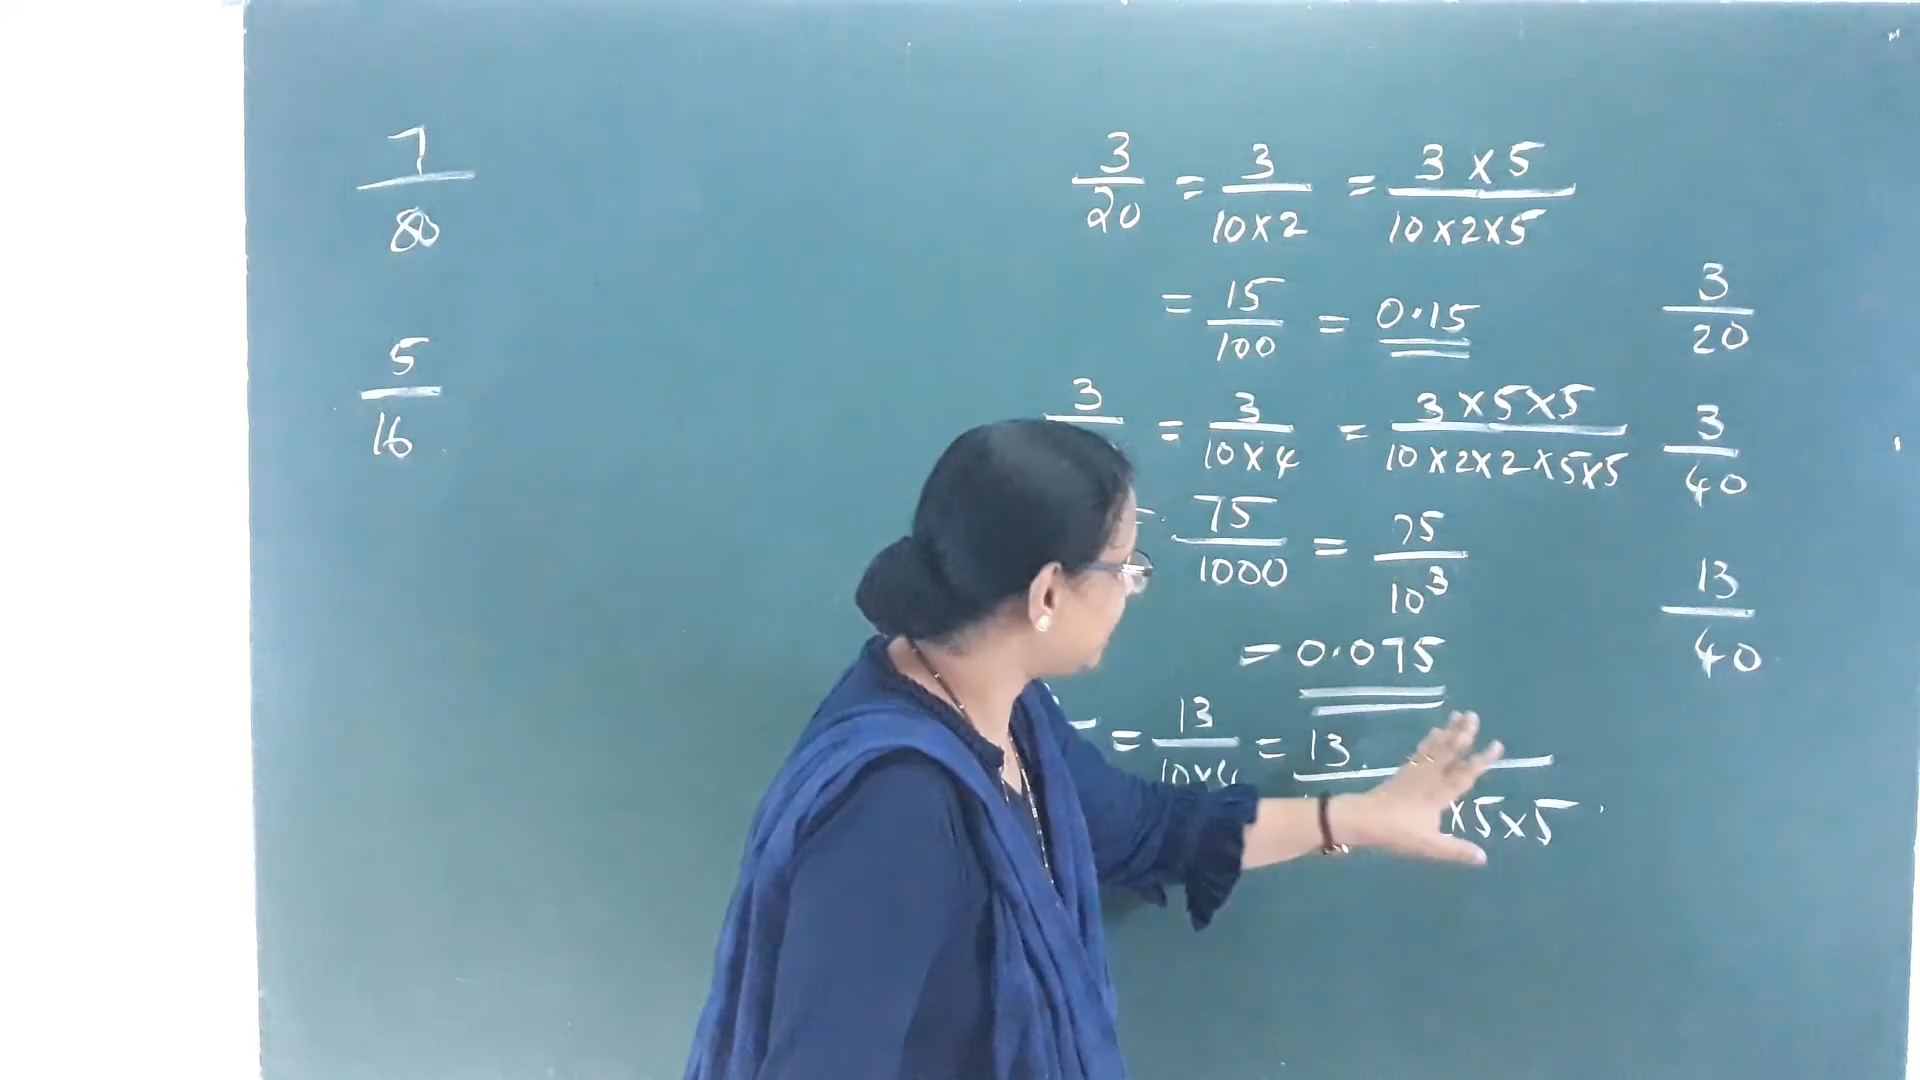 7/80
5/16
3/20 = 3/10×2 = 3×5/10×2×5
= 15/100 = 0.15
3 = 3/10×4 = 3×5×5/10×2×2×5×5
= 75/1000 = 75/10³
= 0.075
= 13/10×4 = 13 ×5×5
3/20
3/40
13/40